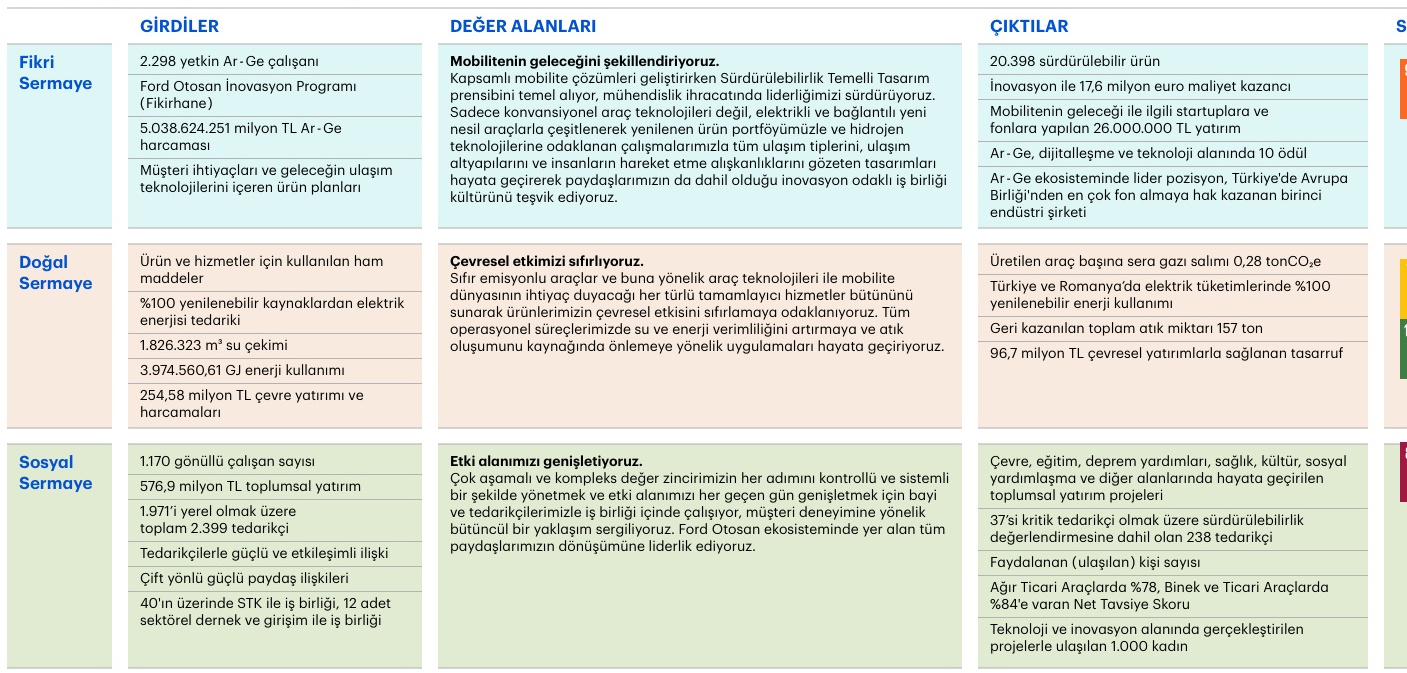 GİRDİLER
DEĞER ALANLARI
ÇIKTILAR
S
Fikri
Sermaye
2.298 yetkin Ar-Ge çalışanı
Ford Otosan İnovasyon Programı
(Fikirhane)
5.038.624.251 milyon TL Ar-Ge
harcaması
Müşteri ihtiyaçları ve geleceğin ulaşım
teknolojilerini içeren ürün planları
Mobilitenin geleceğini şekillendiriyoruz.
Kapsamlı mobilite çözümleri geliştirirken Sürdürülebilirlik Temelli Tasarım
prensibini temel alıyor, mühendislik ihracatında liderliğimizi sürdürüyoruz.
Sadece konvansiyonel araç teknolojileri değil, elektrikli ve bağlantılı yeni
nesil araçlarla çeşitlenerek yenilenen ürün portföyümüzle ve hidrojen
teknolojilerine odaklanan çalışmalarımızla tüm ulaşım tiplerini, ulaşım
altyapılarını ve insanların hareket etme alışkanlıklarını gözeten tasarımları
hayata geçirerek paydaşlarımızın da dahil olduğu inovasyon odaklı iş birliği
kültürünü teşvik ediyoruz.
20.398 sürdürülebilir ürün
İnovasyon ile 17,6 milyon euro maliyet kazancı
Mobilitenin geleceği ile ilgili startuplara ve
fonlara yapılan 26.000.000 TL yatırım
Ar-Ge, dijitalleşme ve teknoloji alanında 10 ödül
Ar-Ge ekosisteminde lider pozisyon, Türkiye'de Avrupa
Birliği'nden en çok fon almaya hak kazanan birinci
endüstri şirketi
Doğal
Sermaye
Ürün ve hizmetler için kullanılan ham
maddeler
%100 yenilenebilir kaynaklardan elektrik
enerjisi tedariki
1.826.323 m³ su çekimi
3.974.560,61 GJ enerji kullanımı
254,58 milyon TL çevre yatırımı ve
harcamaları
Çevresel etkimizi sıfırlıyoruz.
Sıfır emisyonlu araçlar ve buna yönelik araç teknolojileri ile mobilite
dünyasının ihtiyaç duyacağı her türlü tamamlayıcı hizmetler bütününü
sunarak ürünlerimizin çevresel etkisini sıfırlamaya odaklanıyoruz. Tüm
operasyonel süreçlerimizde su ve enerji verimliliğini artırmaya ve atık
oluşumunu kaynağında önlemeye yönelik uygulamaları hayata geçiriyoruz.
Üretilen araç başına sera gazı salımı 0,28 tonCO₂e
Türkiye ve Romanya’da elektrik tüketimlerinde %100
yenilenebilir enerji kullanımı
Geri kazanılan toplam atık miktarı 157 ton
96,7 milyon TL çevresel yatırımlarla sağlanan tasarruf
Sosyal
Sermaye
1.170 gönüllü çalışan sayısı
576,9 milyon TL toplumsal yatırım
1.971’i yerel olmak üzere
toplam 2.399 tedarikçi
Tedarikçilerle güçlü ve etkileşimli ilişki
Çift yönlü güçlü paydaş ilişkileri
40'ın üzerinde STK ile iş birliği, 12 adet
sektörel dernek ve girişim ile iş birliği
Etki alanımızı genişletiyoruz.
Çok aşamalı ve kompleks değer zincirimizin her adımını kontrollü ve sistemli
bir şekilde yönetmek ve etki alanımızı her geçen gün genişletmek için bayi
ve tedarikçilerimizle iş birliği içinde çalışıyor, müşteri deneyimine yönelik
bütüncül bir yaklaşım sergiliyoruz. Ford Otosan ekosisteminde yer alan tüm
paydaşlarımızın dönüşümüne liderlik ediyoruz.
Çevre, eğitim, deprem yardımları, sağlık, kültür, sosyal
yardımlaşma ve diğer alanlarında hayata geçirilen
toplumsal yatırım projeleri
37’si kritik tedarikçi olmak üzere sürdürülebilirlik
değerlendirmesine dahil olan 238 tedarikçi
Faydalanan (ulaşılan) kişi sayısı
Ağır Ticari Araçlarda %78, Binek ve Ticari Araçlarda
%84'e varan Net Tavsiye Skoru
Teknoloji ve inovasyon alanında gerçekleştirilen
projelerle ulaşılan 1.000 kadın